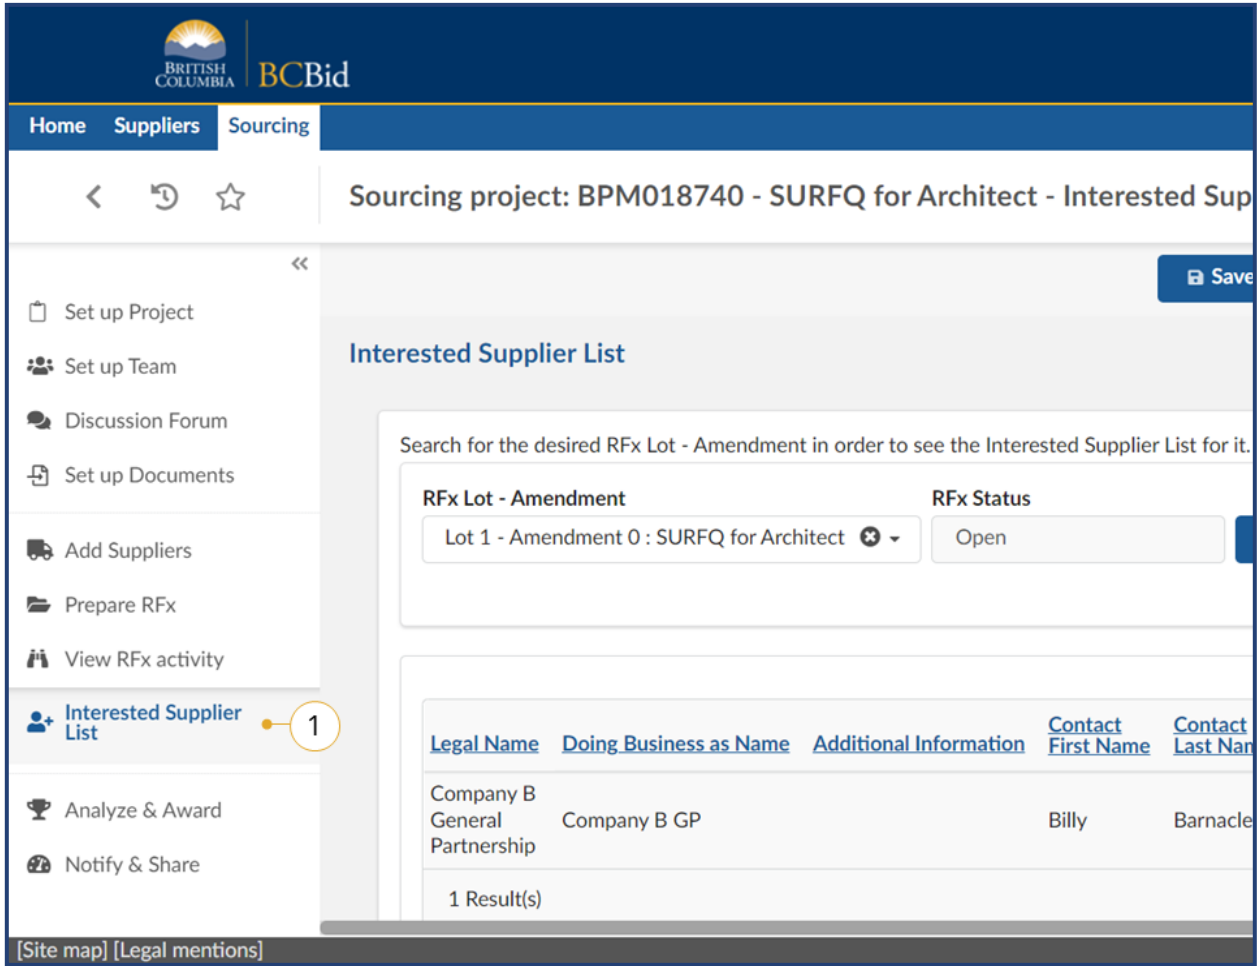 BRITISH
COLUMBIA
BCBid
Home Suppliers Sourcing
Sourcing project: BPM018740 - SURFQ for Architect - Interested Sup
Save
Set up Project
Set up Team
Discussion Forum
Set up Documents
Add Suppliers
Prepare RFx
View RFx activity
Interested Supplier
List
1
Analyze & Award
Notify & Share
Interested Supplier List
Search for the desired RFx Lot - Amendment in order to see the Interested Supplier List for it.
RFx Lot - Amendment RFx Status
Lot 1 - Amendment 0 : SURFQ for Architect Open
Legal Name Doing Business as Name Additional Information Contact First Name Contact Last Nam
Company B
General
Partnership
Company B GP Billy Barnacle
1 Result(s)
[Site map] [Legal mentions]